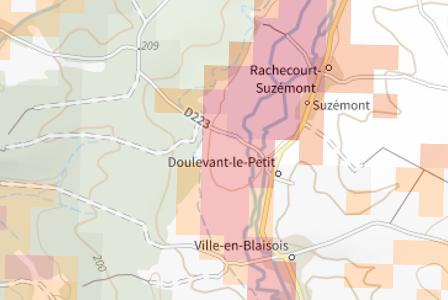 209
Rachecourt-
Suzémont
Suzémont
D223
Doulevant-le-Petit
Ville-en-Blaisois
200